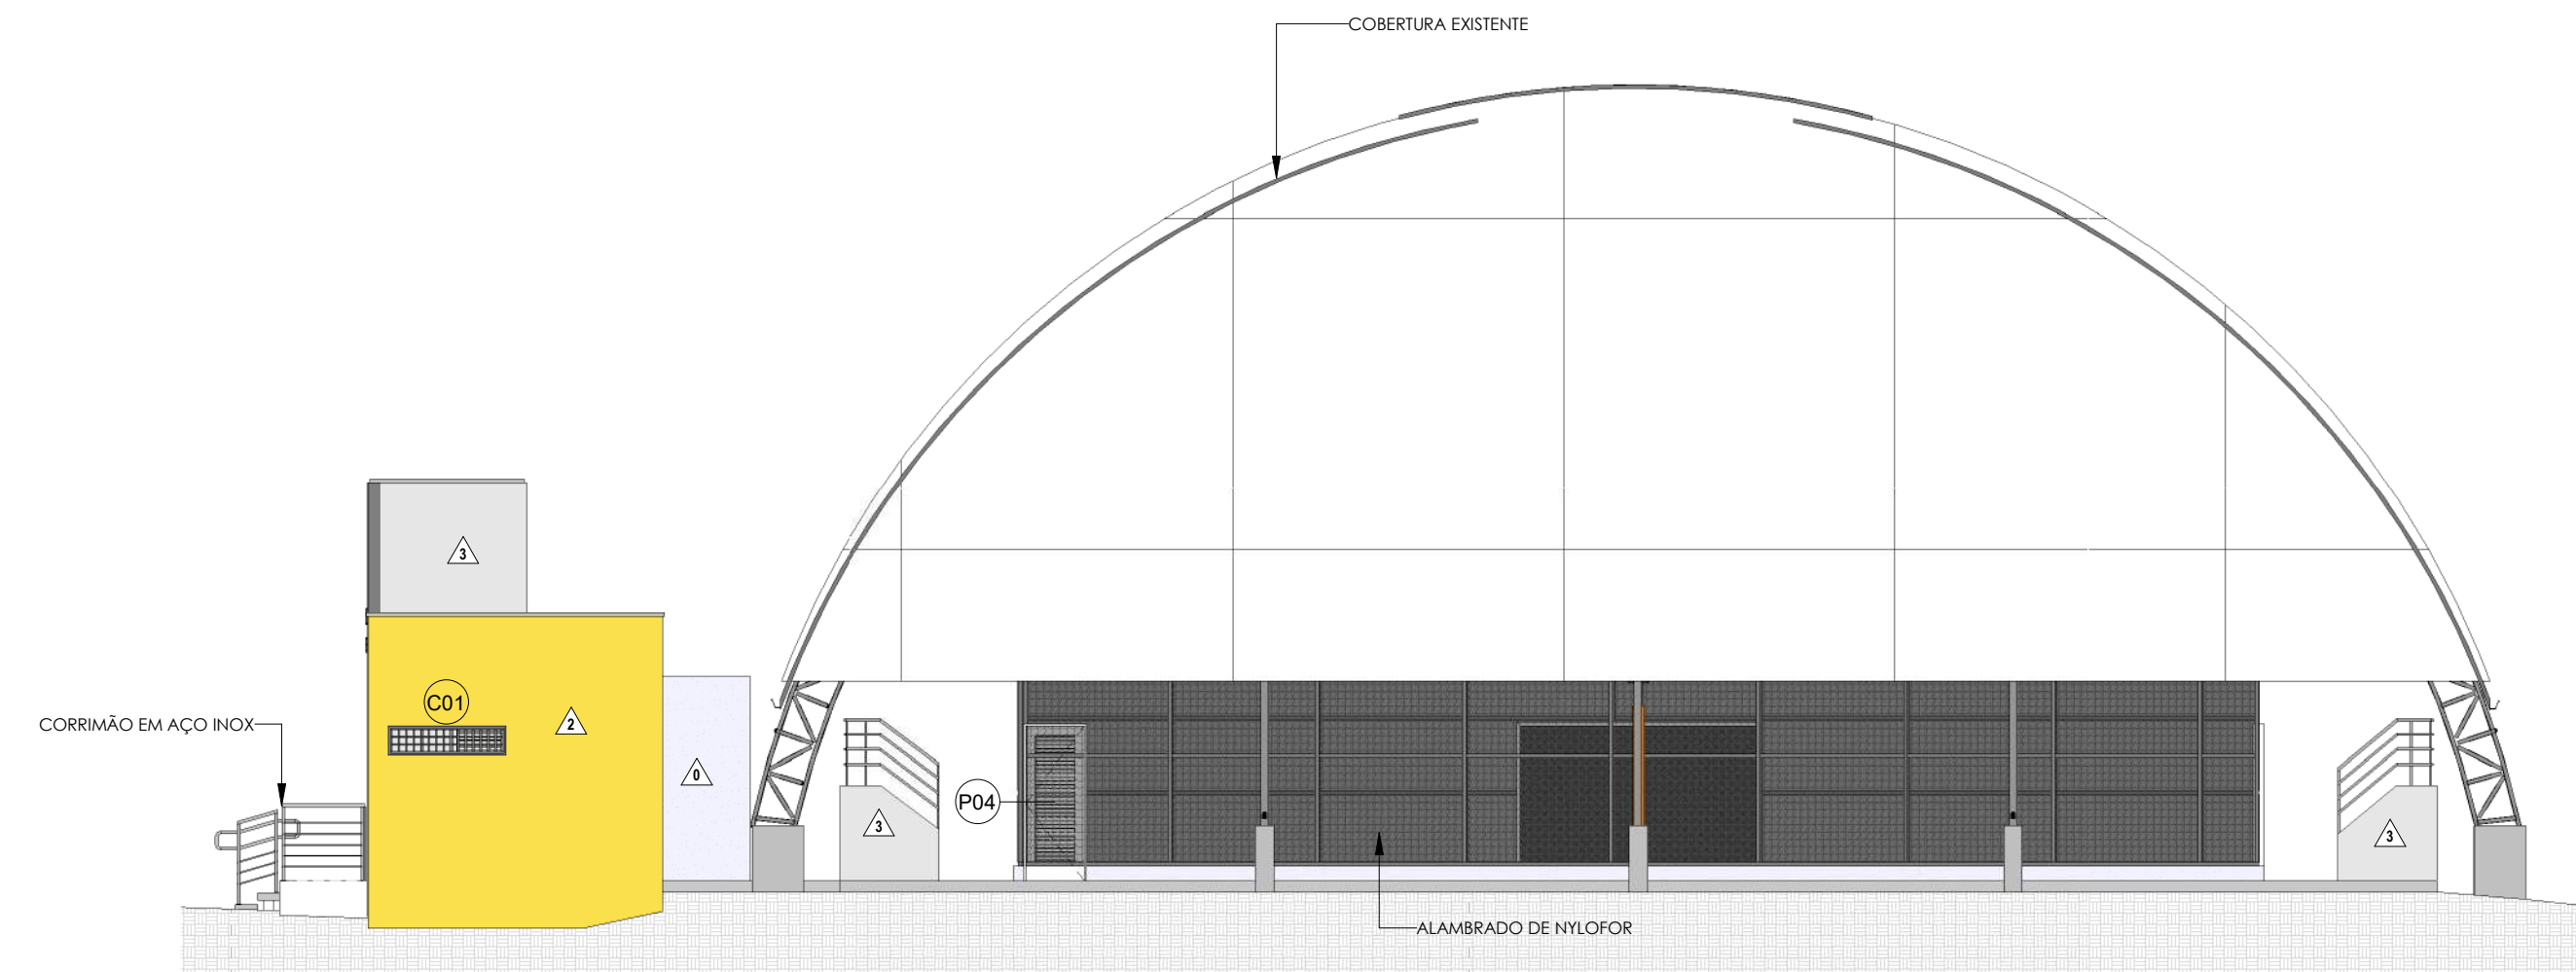 COBERTURA EXISTENTE
3
C01
2
CORRIMÃO EM AÇO INOX
0
P04
3
3
ALAMBRADO DE NYLOFOR